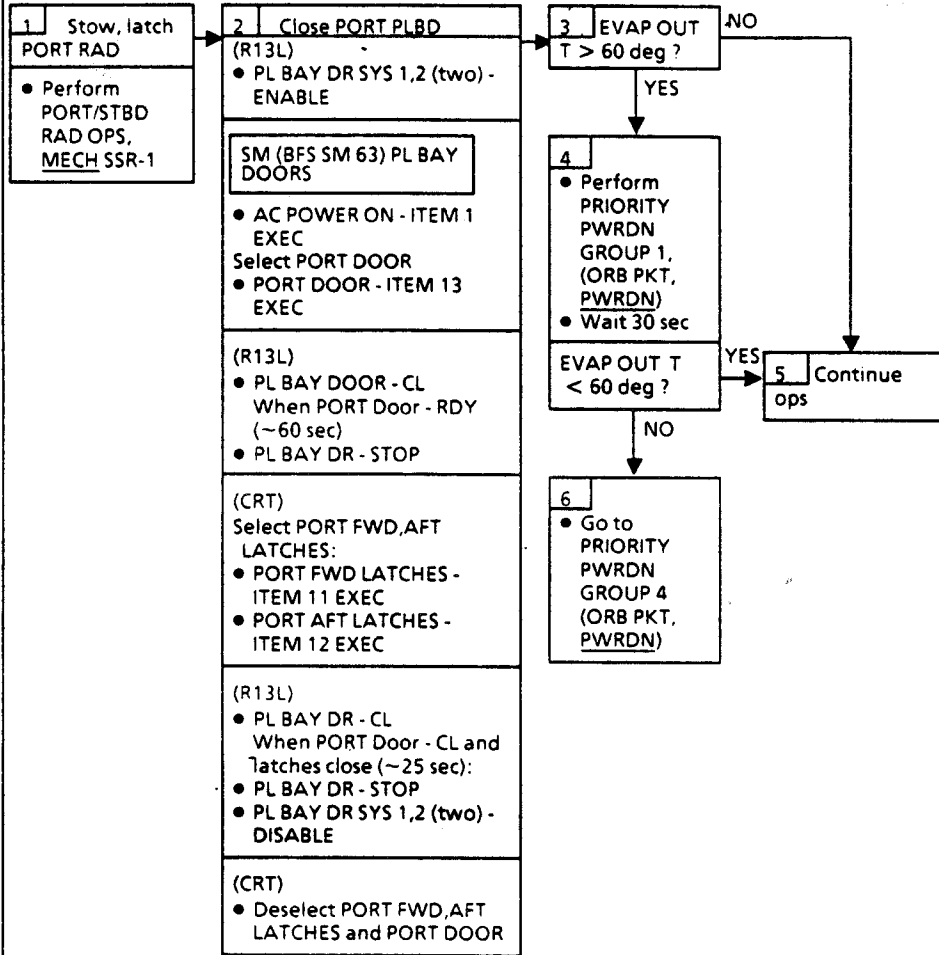 1 Stow, latch
PORT RAD
● Perform
PORT/STBD
RAD OPS,
MECH SSR-1
2 Close PORT PLBD
(R13L)
● PL BAY DR SYS 1,2 (two) -
ENABLE
SM (BFS SM 63) PL BAY
DOORS
● AC POWER ON - ITEM 1
EXEC
Select PORT DOOR
● PORT DOOR - ITEM 13
EXEC
(R13L)
● PL BAY DOOR - CL
When PORT Door - RDY
(~60 sec)
● PL BAY DR - STOP
(CRT)
Select PORT FWD,AFT
LATCHES:
● PORT FWD LATCHES -
ITEM 11 EXEC
● PORT AFT LATCHES -
ITEM 12 EXEC
(R13L)
● PL BAY DR - CL
When PORT Door - CL and
latches close (~25 sec):
● PL BAY DR - STOP
● PL BAY DR SYS 1,2 (two) -
DISABLE
(CRT)
● Deselect PORT FWD,AFT
LATCHES and PORT DOOR
3 EVAP OUT
T > 60 deg ?
NO
YES
4
● Perform
PRIORITY
PWRDN
GROUP 1,
(ORB PKT,
PWRDN)
● Wait 30 sec
EVAP OUT T
< 60 deg ?
YES
NO
5 Continue
ops
6
● Go to
PRIORITY
PWRDN
GROUP 4
(ORB PKT,
PWRDN)